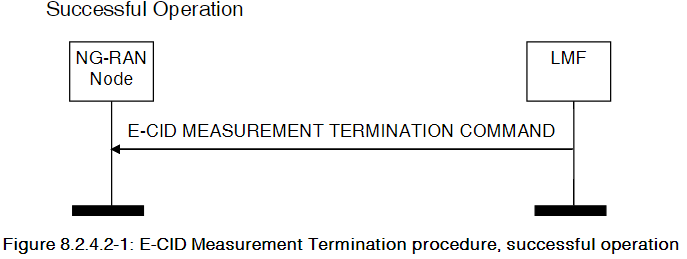 Successful Operation
NG-RAN
Node
LMF
E-CID MEASUREMENT TERMINATION COMMAND
Figure 8.2.4.2-1: E-CID Measurement Termination procedure, successful operation